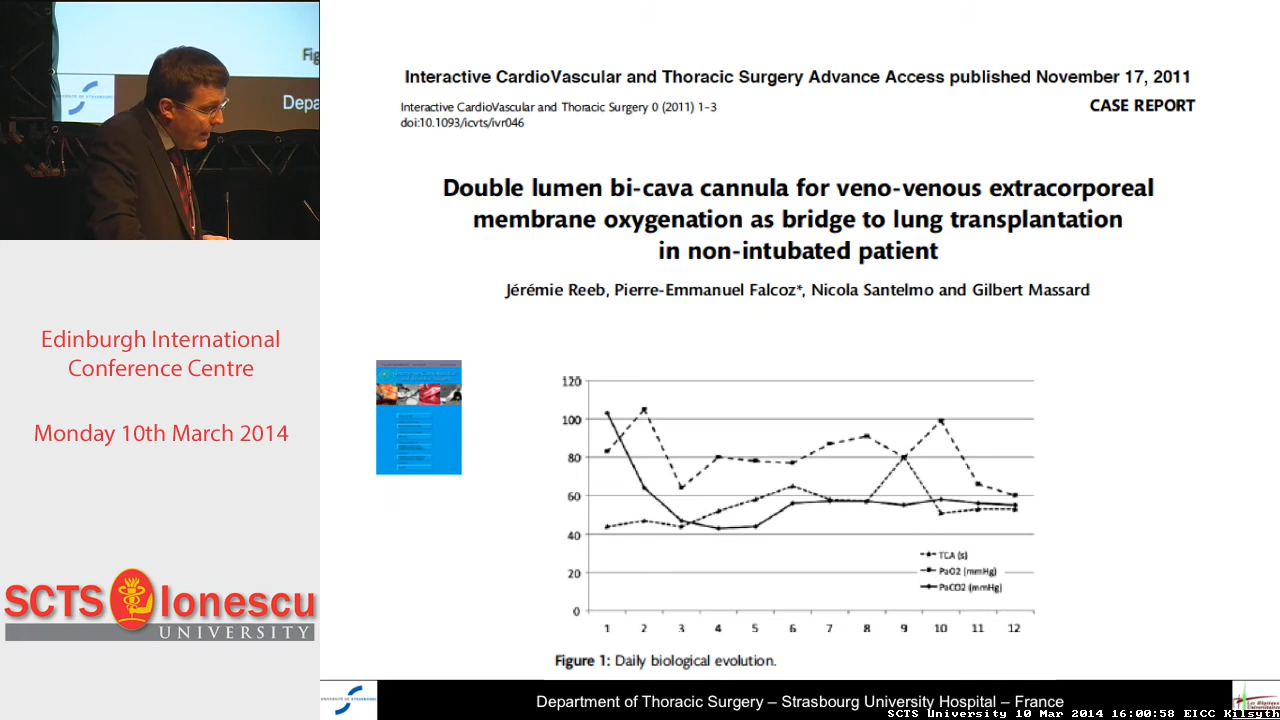 Fig
Depa
Edinburgh International
Conference Centre
Monday 10th March 2014
SCTS Ionescu
UNIVERSITY
Interactive CardioVascular and Thoracic Surgery Advance Access published November 17, 2011
Interactive CardioVascular and Thoracic Surgery 0 (2011) 1–3
doi:10.1093/icvts/ivr046
CASE REPORT
Double lumen bi-cava cannula for veno-venous extracorporeal
membrane oxygenation as bridge to lung transplantation
in non-intubated patient
Jérémie Reeb, Pierre-Emmanuel Falcoz*, Nicola Santelmo and Gilbert Massard
120
100
80
60
40
20
0
TCA (s)
PaO2 (mmHg)
PaCO2 (mmHg)
1 2 3 4 5 6 7 8 9 10 11 12
Figure 1: Daily biological evolution.
UNIVERSITÉ DE STRASBOURG
Department of Thoracic Surgery – Strasbourg University Hospital – France
SCTS University 10 Mar 2014 16:00:58 EICC Kilsyth